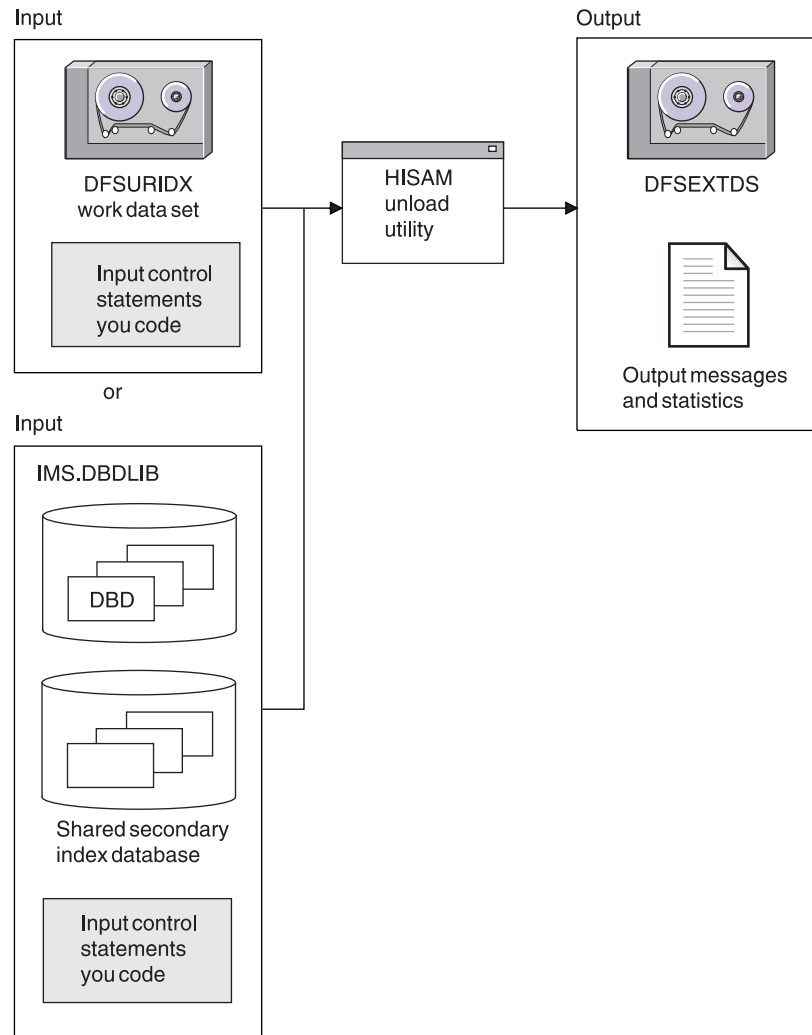 Input
DFSURIDX
work data set
Input control
statements
you code
or
Input
IMS.DBDLIB
DBD
Shared secondary
index database
Input control
statements
you code
HISAM
unload
utility
Output
DFSEXTDS
Output messages
and statistics